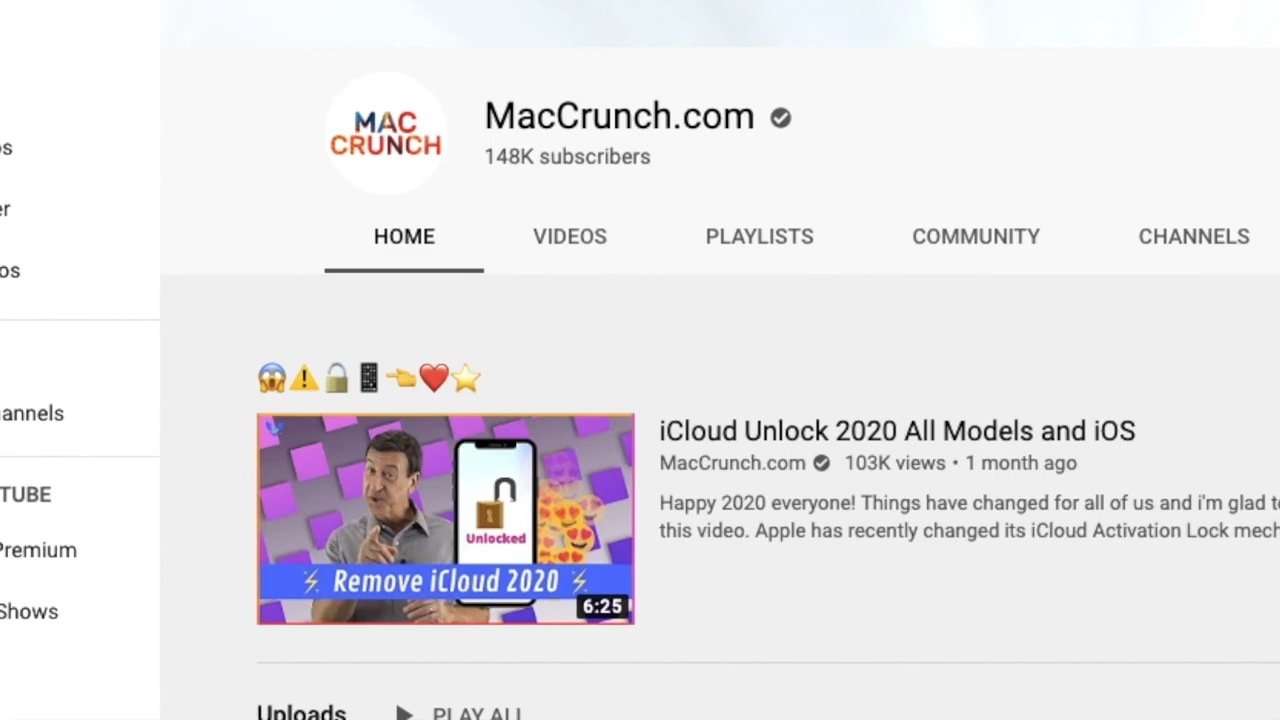 MAC
CRUNCH
MacCrunch.com
148K subscribers
HOME VIDEOS PLAYLISTS COMMUNITY CHANNELS
os
er
os
annels
TUBE
Premium
Shows
😱⚠️🔓📱👈❤️⭐
Unlocked
⚡ Remove iCloud 2020 ⚡
6:25
iCloud Unlock 2020 All Models and iOS
MacCrunch.com 103K views • 1 month ago
Happy 2020 everyone! Things have changed for all of us and i'm glad to
this video. Apple has recently changed its iCloud Activation Lock mech
Uploads ▶ PLAY ALL